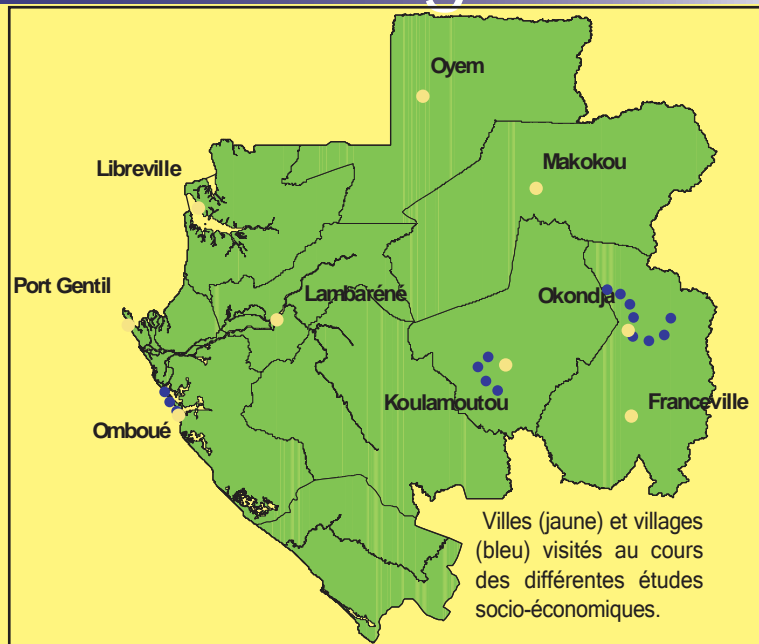 Oyem
Libreville
Makokou
Port Gentil
Lambaréné
Okondja
Koulamoutou
Franceville
Omboué
Villes (jaune) et villages
(bleu) visités au cours
des différentes études
socio-économiques.